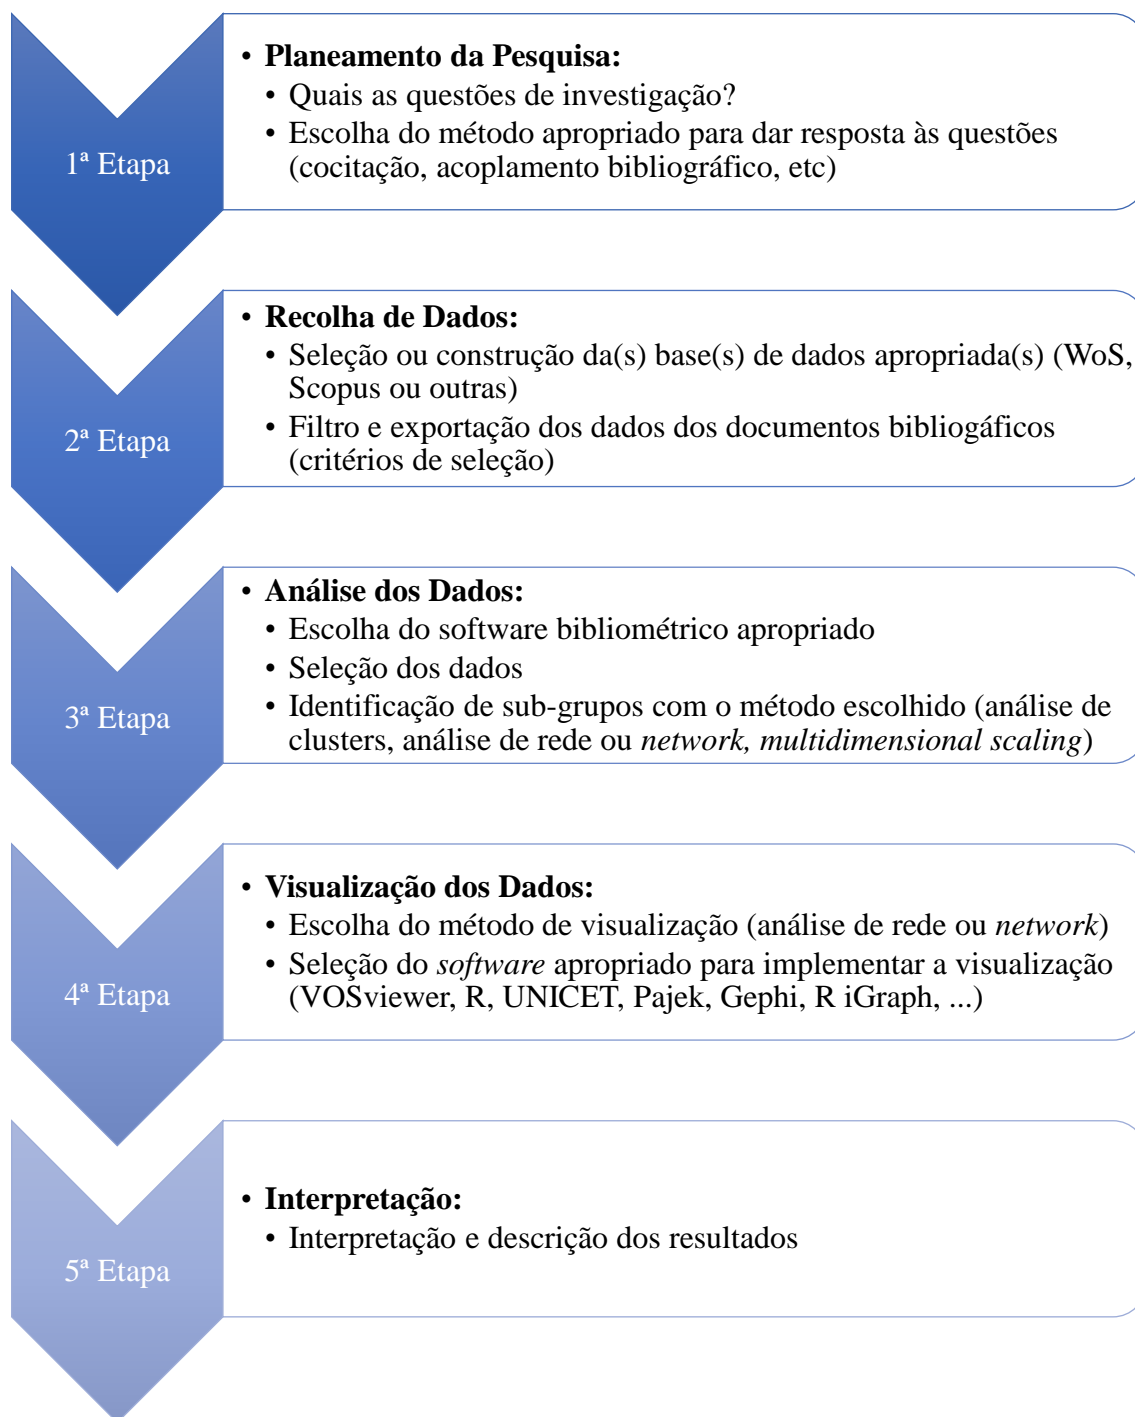 1ª Etapa
• Planeamento da Pesquisa:
• Quais as questões de investigação?
• Escolha do método apropriado para dar resposta às questões
(cocitação, acoplamento bibliográfico, etc)
2ª Etapa
• Recolha de Dados:
• Seleção ou construção da(s) base(s) de dados apropriada(s) (WoS,
Scopus ou outras)
• Filtro e exportação dos dados dos documentos bibliogáficos
(critérios de seleção)
3ª Etapa
• Análise dos Dados:
• Escolha do software bibliométrico apropriado
• Seleção dos dados
• Identificação de sub-grupos com o método escolhido (análise de
clusters, análise de rede ou network, multidimensional scaling)
4ª Etapa
• Visualização dos Dados:
• Escolha do método de visualização (análise de rede ou network)
• Seleção do software apropriado para implementar a visualização
(VOSviewer, R, UNICET, Pajek, Gephi, R iGraph, ...)
5ª Etapa
• Interpretação:
• Interpretação e descrição dos resultados